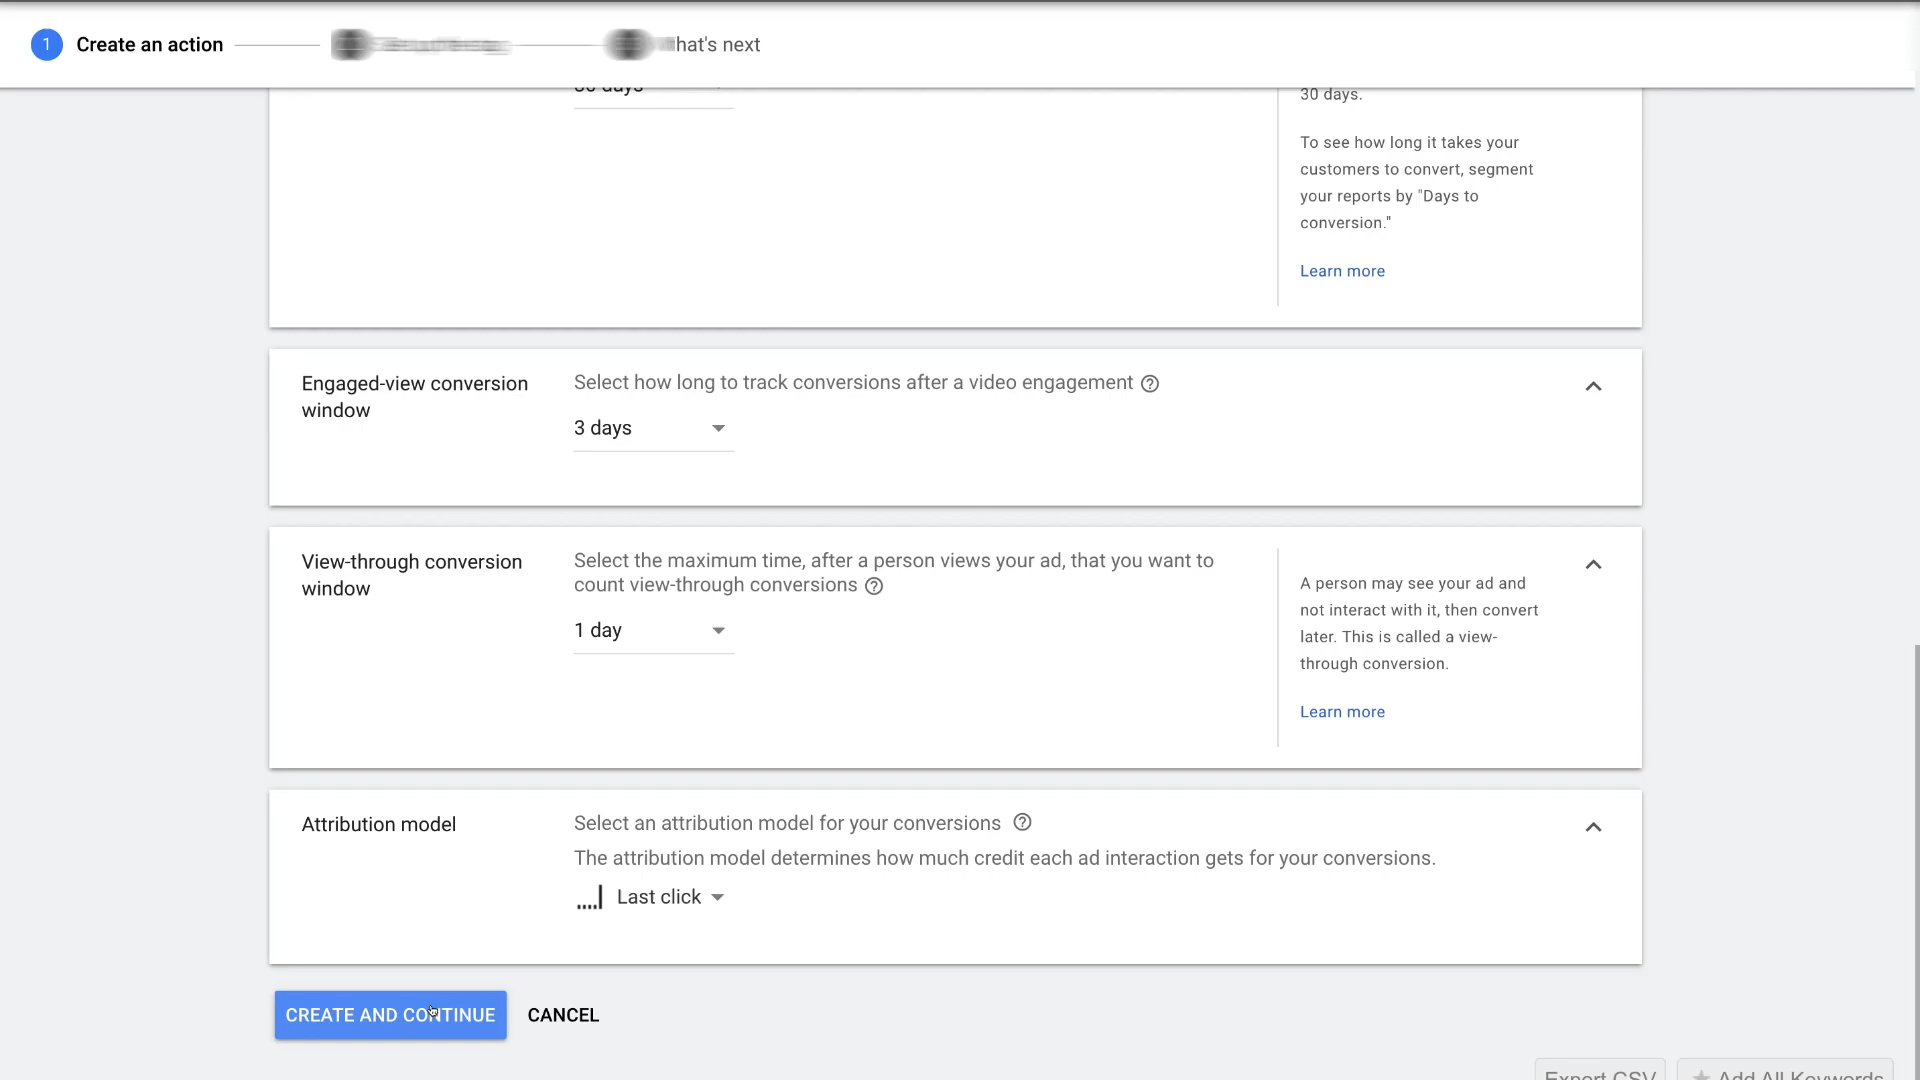 1 Create an action
hat's next
30 days.
To see how long it takes your
customers to convert, segment
your reports by "Days to
conversion."
Learn more
Engaged-view conversion
window
Select how long to track conversions after a video engagement
3 days
View-through conversion
window
Select the maximum time, after a person views your ad, that you want to
count view-through conversions
1 day
A person may see your ad and
not interact with it, then convert
later. This is called a view-
through conversion.
Learn more
Attribution model
Select an attribution model for your conversions
The attribution model determines how much credit each ad interaction gets for your conversions.
Last click
CREATE AND CONTINUE
CANCEL
Export CSV
Add All Keywords